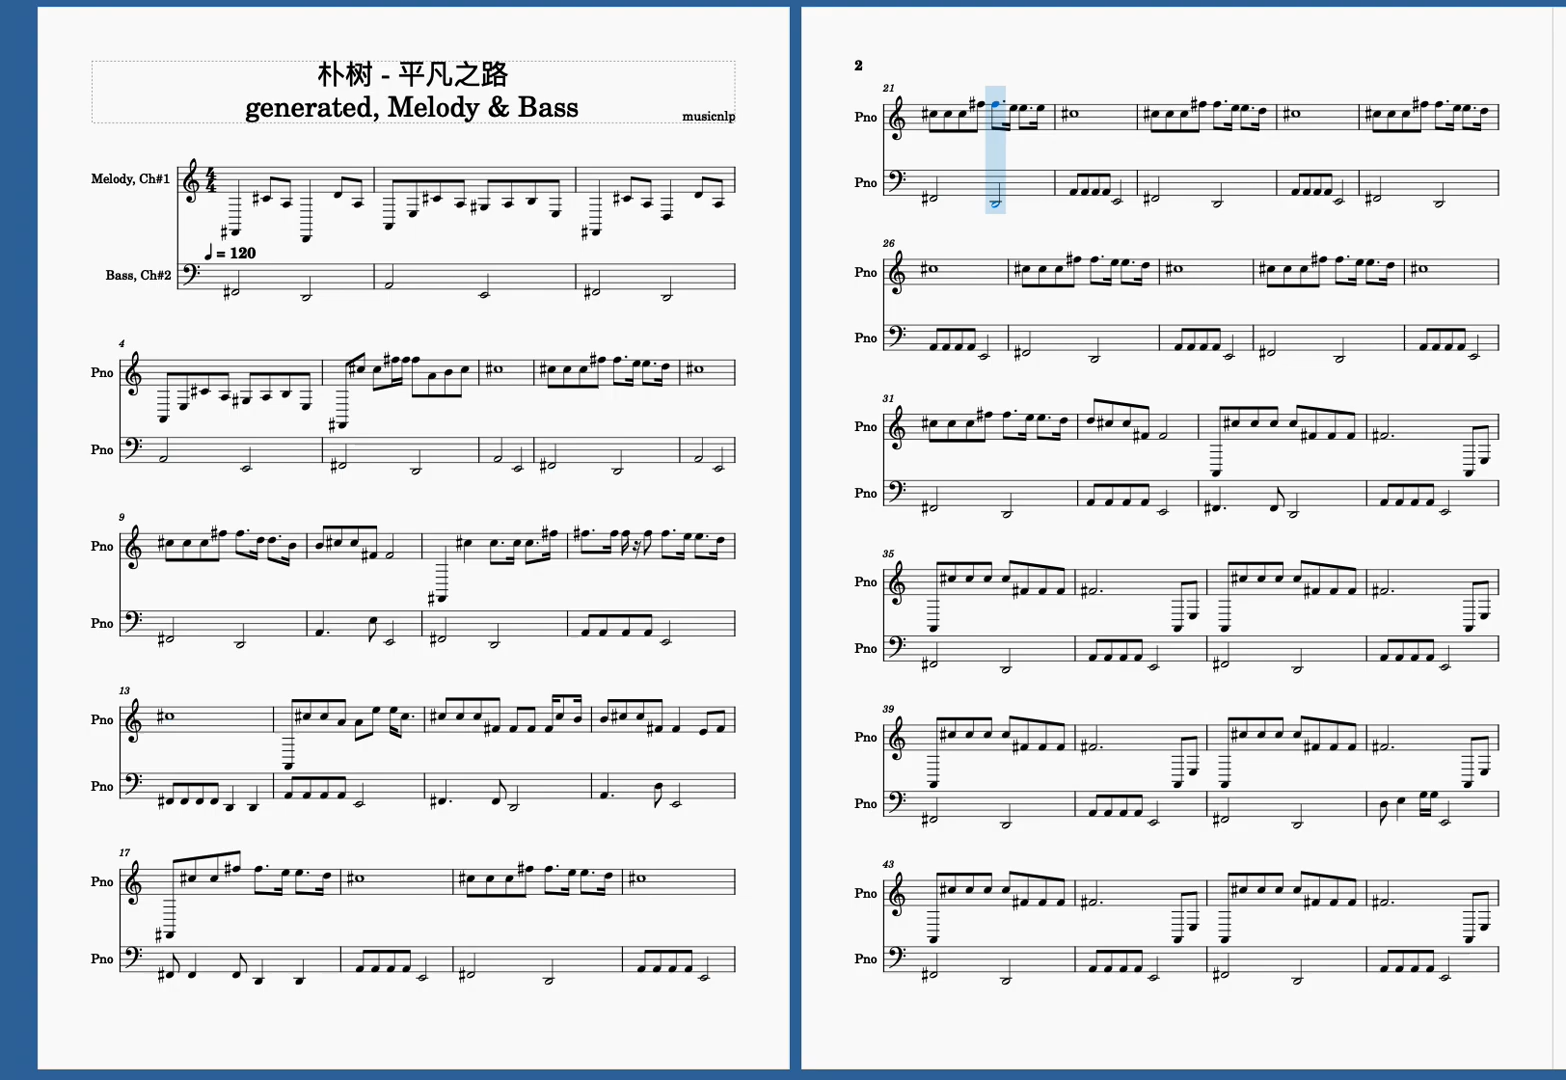 朴树 - 平凡之路
generated, Melody & Bass
musicnlp
Melody, Ch#1
4
4
♩ = 120
Bass, Ch#2
4
Pno
Pno
9
Pno
Pno
13
Pno
Pno
17
Pno
Pno
2
21
Pno
Pno
26
Pno
Pno
31
Pno
Pno
35
Pno
Pno
39
Pno
Pno
43
Pno
Pno